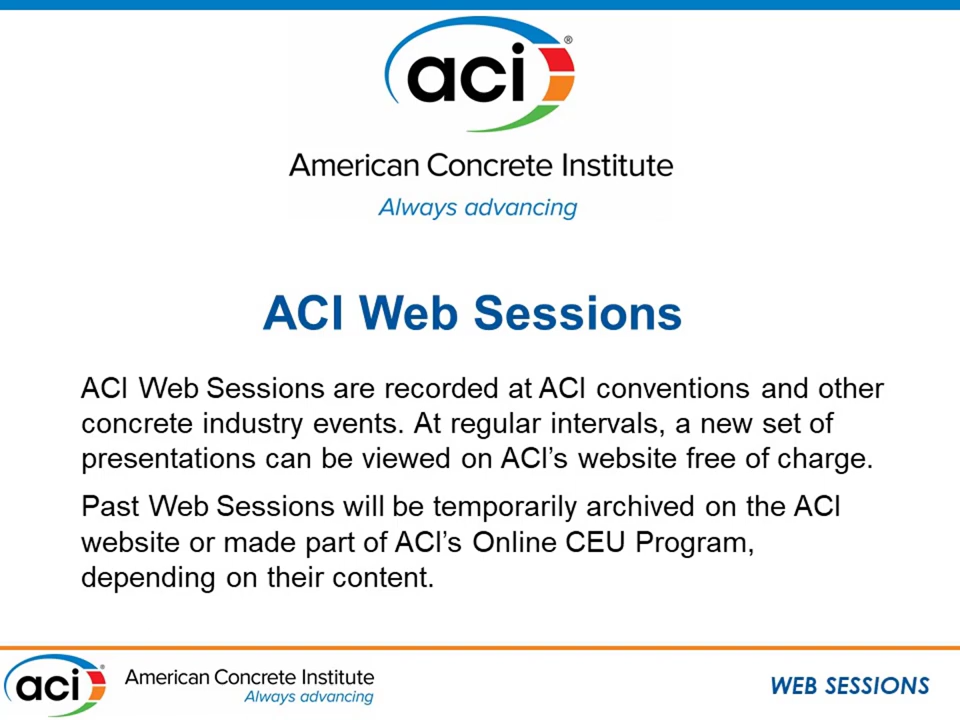 aci®
American Concrete Institute
Always advancing
ACI Web Sessions
ACI Web Sessions are recorded at ACI conventions and other
concrete industry events. At regular intervals, a new set of
presentations can be viewed on ACI's website free of charge.
Past Web Sessions will be temporarily archived on the ACI
website or made part of ACI's Online CEU Program,
depending on their content.
aci®
American Concrete Institute
Always advancing
WEB SESSIONS